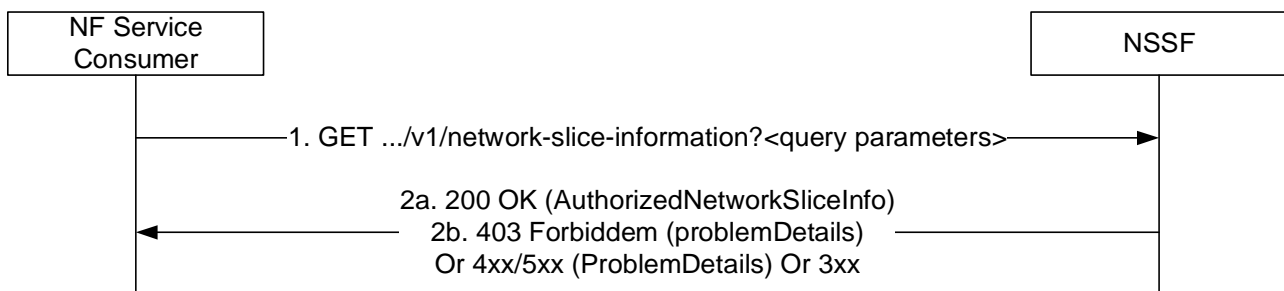 NF Service
Consumer
NSSF
1. GET .../v1/network-slice-information?<query parameters>
2a. 200 OK (AuthorizedNetworkSliceInfo)
2b. 403 Forbiddem (problemDetails)
Or 4xx/5xx (ProblemDetails) Or 3xx